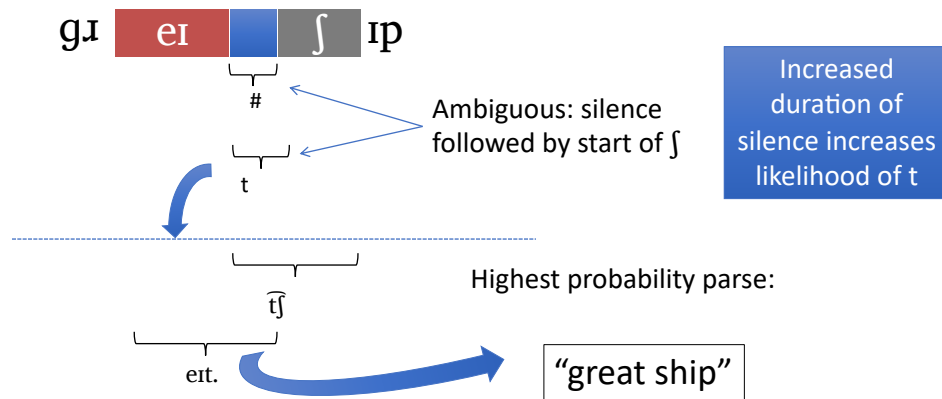 gɹ eɪ ʃ ɪp
#
Ambiguous: silence
followed by start of ʃ
Increased
duration of
silence increases
likelihood of t
t
Highest probability parse:
t͡ʃ
eɪt.
“great ship”